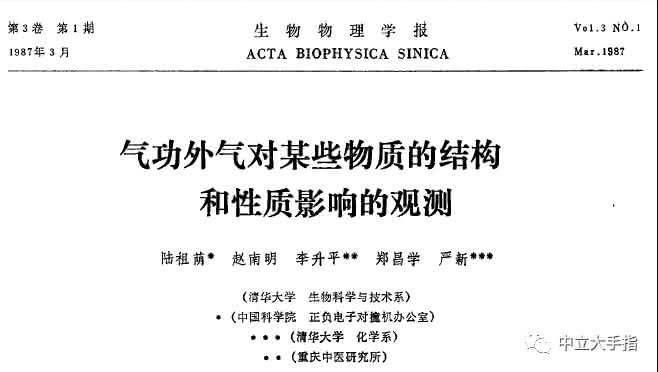 第3卷 第1期 生物物理学报 Vol.3 NO.1
1987年3月 ACTA BIOPHYSICA SINICA Mar.1987
气功外气对某些物质的结构
和性质影响的观测
陆祖荫* 赵南明 李升平** 郑昌学 严新***
(清华大学 生物科学与技术系)
*(中国科学院 正负电子对撞机办公室)
***(清华大学 化学系)
**(重庆中医研究所)
中立大手指